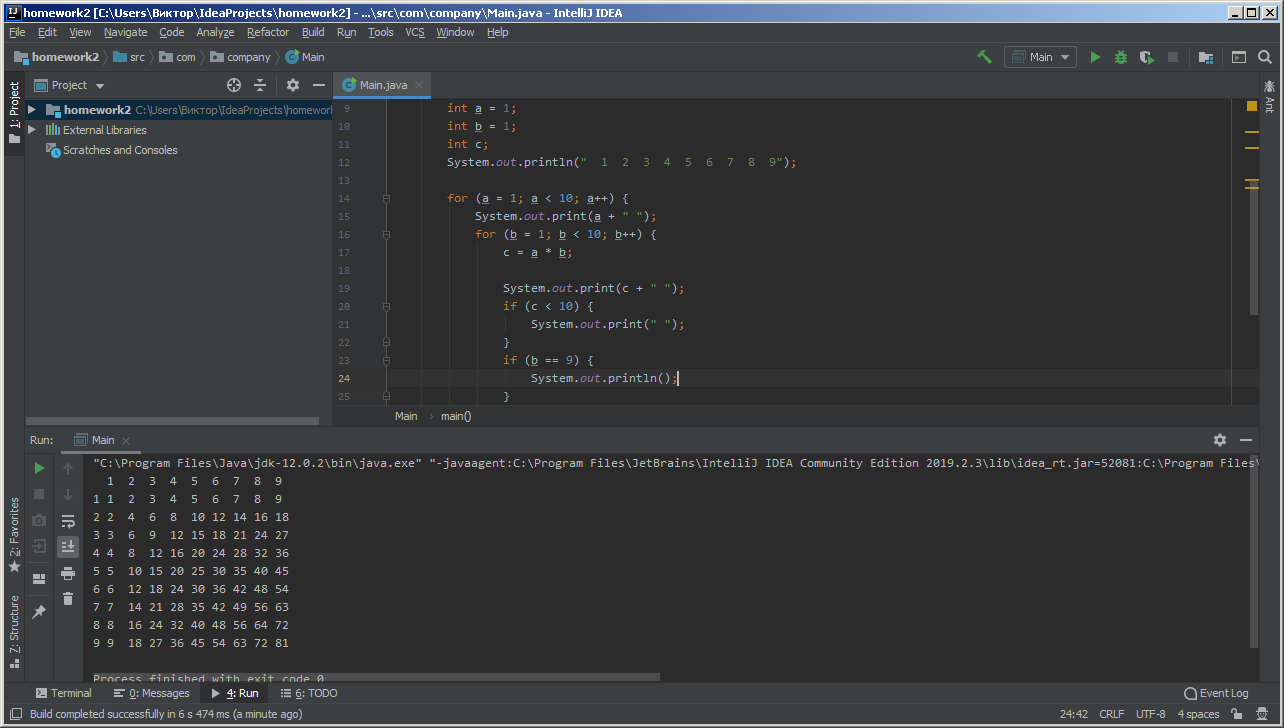 homework2 [C:\Users\Виктор\IdeaProjects\homework2] - ...\src\com\company\Main.java - IntelliJ IDEA
File Edit View Navigate Code Analyze Refactor Build Run Tools VCS Window Help
homework2 src com company Main Main
Project Main.java
1: Project
homework2 C:\Users\Виктор\IdeaProjects\homework
External Libraries
Scratches and Consoles
Ant
9 int a = 1;
10 int b = 1;
11 int c;
12 System.out.println("  1  2  3  4  5  6  7  8  9");
13
14 for (a = 1; a < 10; a++) {
15 System.out.print(a + " ");
16 for (b = 1; b < 10; b++) {
17 c = a * b;
18
19 System.out.print(c + " ");
20 if (c < 10) {
21 System.out.print(" ");
22 }
23 if (b == 9) {
24 System.out.println();
25 }
Main main()
Run: Main
"C:\Program Files\Java\jdk-12.0.2\bin\java.exe" "-javaagent:C:\Program Files\JetBrains\IntelliJ IDEA Community Edition 2019.2.3\lib\idea_rt.jar=52081:C:\Program Files\
  1  2  3  4  5  6  7  8  9
1 1  2  3  4  5  6  7  8  9
2 2  4  6  8  10 12 14 16 18
3 3  6  9  12 15 18 21 24 27
4 4  8  12 16 20 24 28 32 36
5 5  10 15 20 25 30 35 40 45
6 6  12 18 24 30 36 42 48 54
7 7  14 21 28 35 42 49 56 63
8 8  16 24 32 40 48 56 64 72
9 9  18 27 36 45 54 63 72 81
Process finished with exit code 0
2: Favorites
7: Structure
Terminal 0: Messages 4: Run 6: TODO Event Log
Build completed successfully in 6 s 474 ms (a minute ago) 24:42 CRLF UTF-8 4 spaces